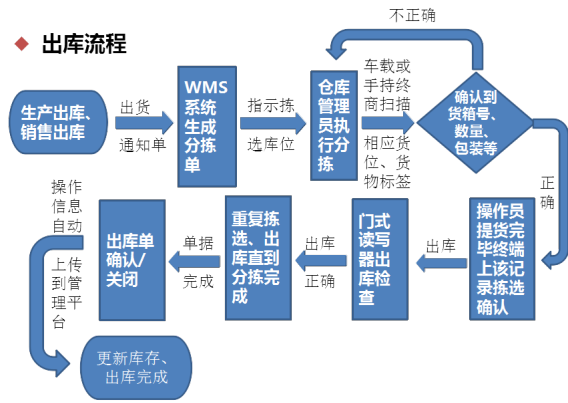 出库流程
不正确
生产出库、
销售出库
出货
通知单
WMS
系统
生成
分拣
单
指示拣
选库位
仓库
管理
员执
行分
拣
车载或
手持终
商扫描
相应货
位、货
物标签
确认到
货箱号、
数量、
包装等
正
确
操作员
提货完
毕终端
上该记
录拣选
确认
出库
门式
读写
器出
库检
查
出库
正确
重复拣
选、出
库直到
分拣完
成
单据
完成
出库单
确认/
关闭
操作
信息
自动
上传
到管
理平
台
更新库存、
出库完成